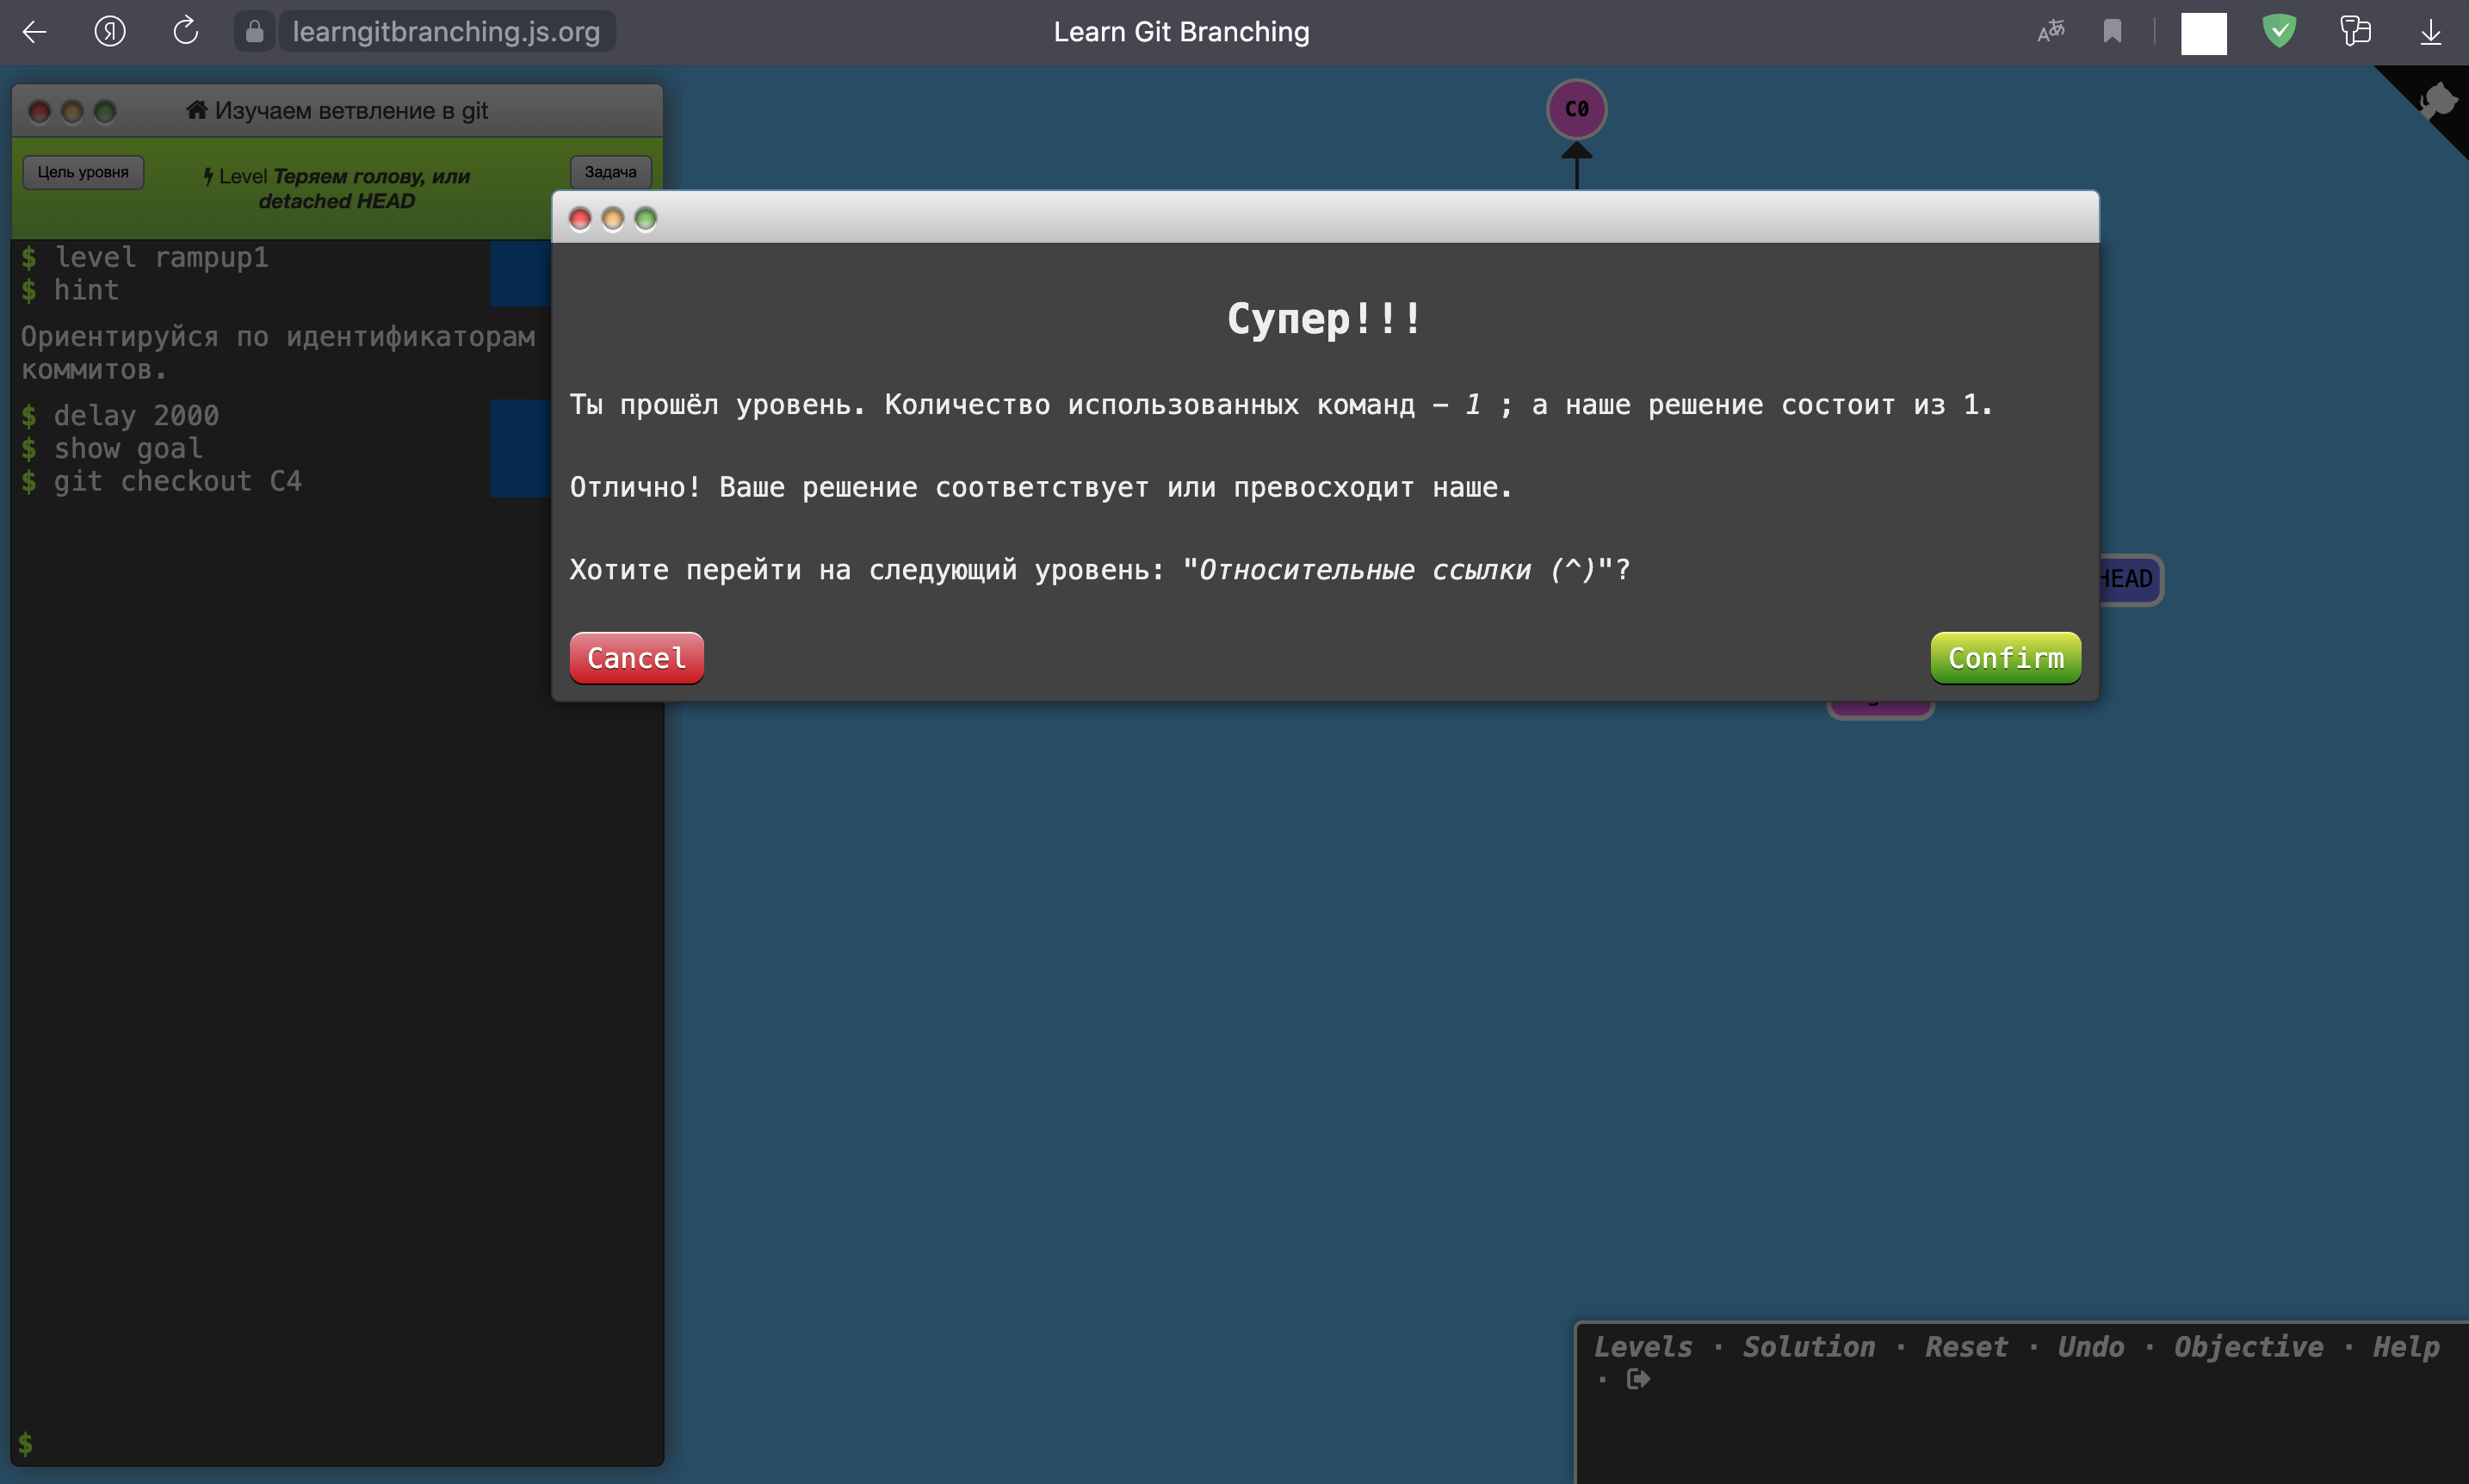 learngitbranching.js.org
Learn Git Branching
Изучаем ветвление в git
Цель уровня
Level Теряем голову, или
detached HEAD
Задача
$ level rampup1
$ hint
Ориентируйся по идентификаторам
коммитов.
$ delay 2000
$ show goal
$ git checkout C4
$
C0
Супер!!!
Ты прошёл уровень. Количество использованных команд – 1 ; а наше решение состоит из 1.
Отлично! Ваше решение соответствует или превосходит наше.
Хотите перейти на следующий уровень: "Относительные ссылки (^)"?
Cancel
Confirm
HEAD
Levels · Solution · Reset · Undo · Objective · Help
·